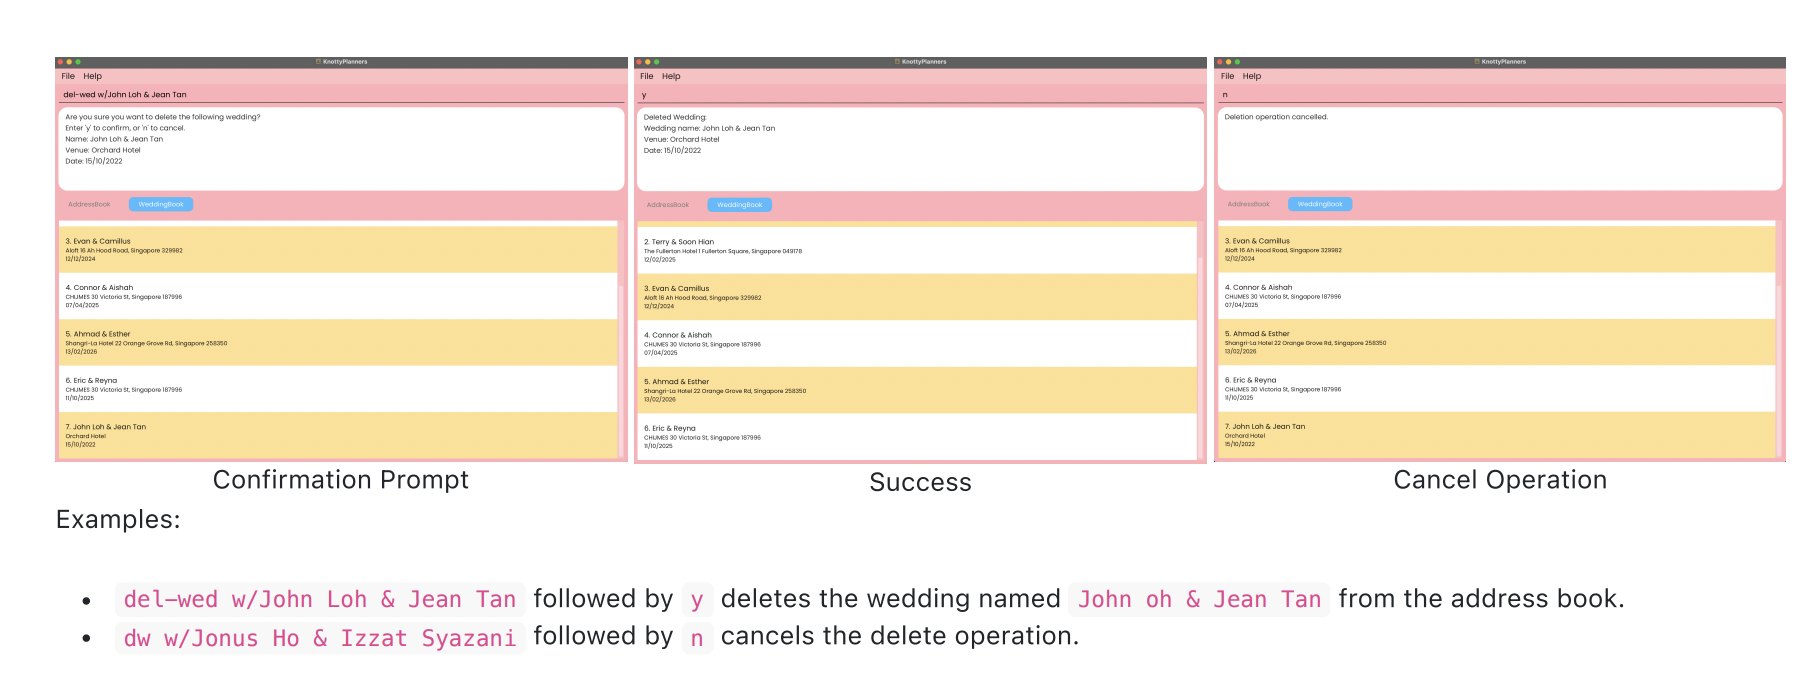 KnottyPlanners
File Help
del-wed w/John Loh & Jean Tan
Are you sure you want to delete the following wedding?
Enter 'y' to confirm, or 'n' to cancel.
Name: John Loh & Jean Tan
Venue: Orchard Hotel
Date: 15/10/2022
AddressBook WeddingBook
3. Evan & Camillus
Aloft 16 Ah Hood Road, Singapore 329982
12/12/2024
4. Connor & Aishah
CHIJMES 30 Victoria St, Singapore 187996
07/04/2025
5. Ahmad & Esther
Shangri-La Hotel 22 Orange Grove Rd, Singapore 258350
13/02/2026
6. Eric & Reyna
CHIJMES 30 Victoria St, Singapore 187996
11/10/2025
7. John Loh & Jean Tan
Orchard Hotel
15/10/2022
Confirmation Prompt
KnottyPlanners
File Help
y
Deleted Wedding:
Wedding name: John Loh & Jean Tan
Venue: Orchard Hotel
Date: 15/10/2022
AddressBook WeddingBook
2. Terry & Soon Hian
The Fullerton Hotel 1 Fullerton Square, Singapore 049178
12/02/2025
3. Evan & Camillus
Aloft 16 Ah Hood Road, Singapore 329982
12/12/2024
4. Connor & Aishah
CHIJMES 30 Victoria St, Singapore 187996
07/04/2025
5. Ahmad & Esther
Shangri-La Hotel 22 Orange Grove Rd, Singapore 258350
13/02/2026
6. Eric & Reyna
CHIJMES 30 Victoria St, Singapore 187996
11/10/2025
Success
KnottyPlanners
File Help
n
Deletion operation cancelled.
AddressBook WeddingBook
3. Evan & Camillus
Aloft 16 Ah Hood Road, Singapore 329982
12/12/2024
4. Connor & Aishah
CHIJMES 30 Victoria St, Singapore 187996
07/04/2025
5. Ahmad & Esther
Shangri-La Hotel 22 Orange Grove Rd, Singapore 258350
13/02/2026
6. Eric & Reyna
CHIJMES 30 Victoria St, Singapore 187996
11/10/2025
7. John Loh & Jean Tan
Orchard Hotel
15/10/2022
Cancel Operation
Examples:
• del-wed w/John Loh & Jean Tan followed by y deletes the wedding named John oh & Jean Tan from the address book.
• dw w/Jonus Ho & Izzat Syazani followed by n cancels the delete operation.